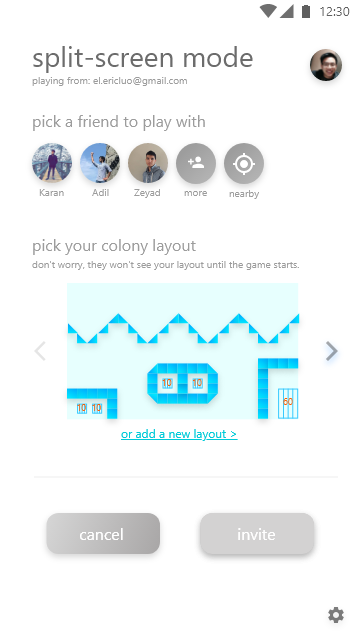 12:30
split-screen mode
playing from: el.ericluo@gmail.com
pick a friend to play with
Karan Adil Zeyad more nearby
pick your colony layout
don't worry, they won't see your layout until the game starts.
10 10
50
10 10
or add a new layout >
cancel invite